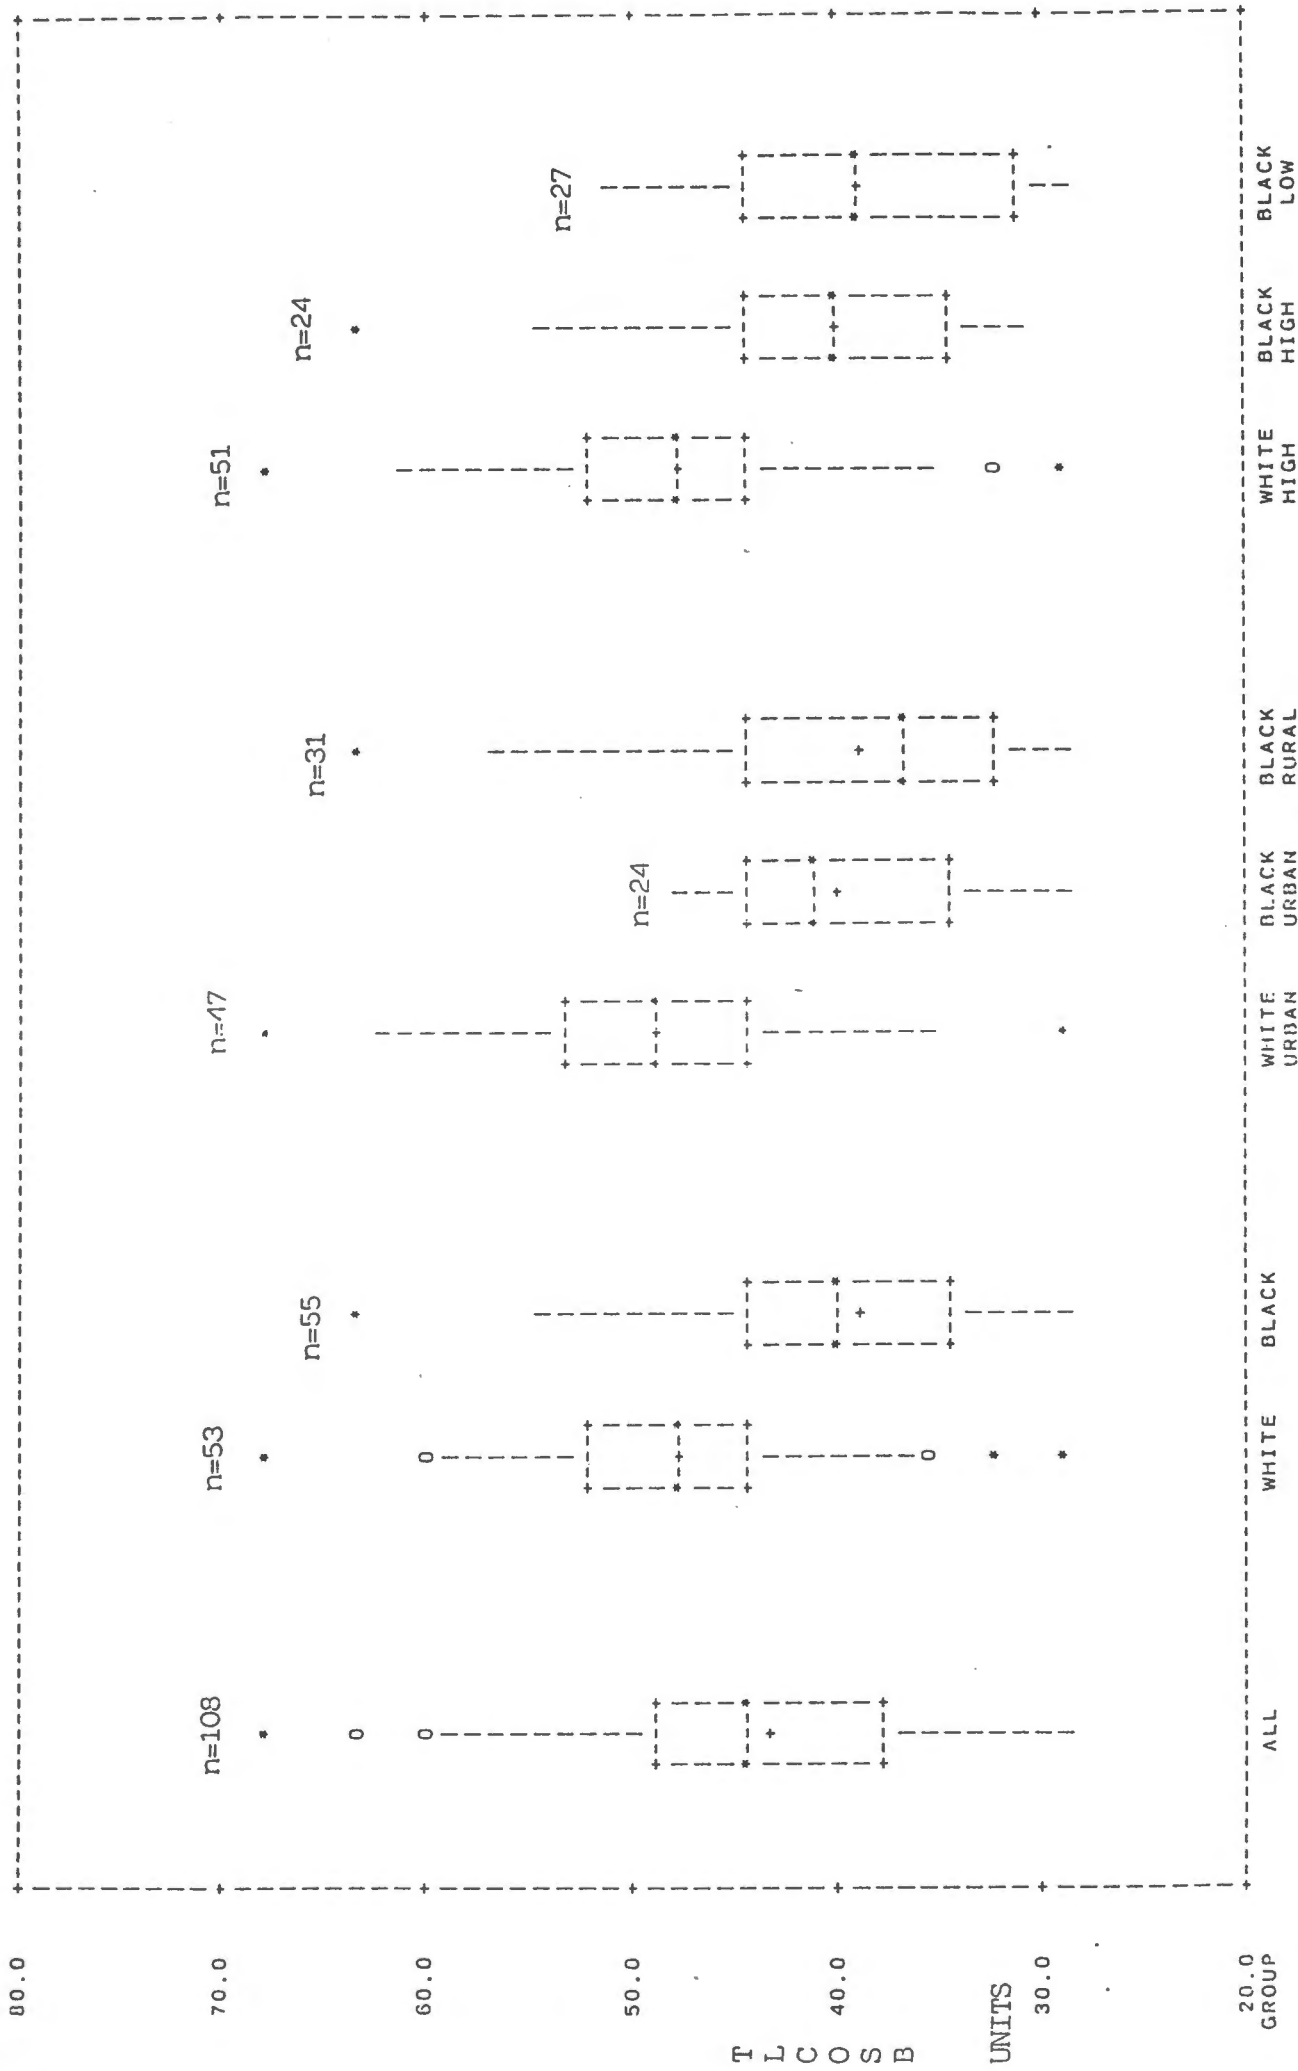 80.0
70.0
60.0
50.0
40.0
30.0
20.0
T
L
C
O
S
B
UNITS
GROUP
n=108
n=53
n=55
n=47
n=24
n=31
n=51
n=24
n=27
ALL
WHITE
BLACK
WHITE
URBAN
BLACK
URBAN
BLACK
RURAL
WHITE
HIGH
BLACK
HIGH
BLACK
LOW